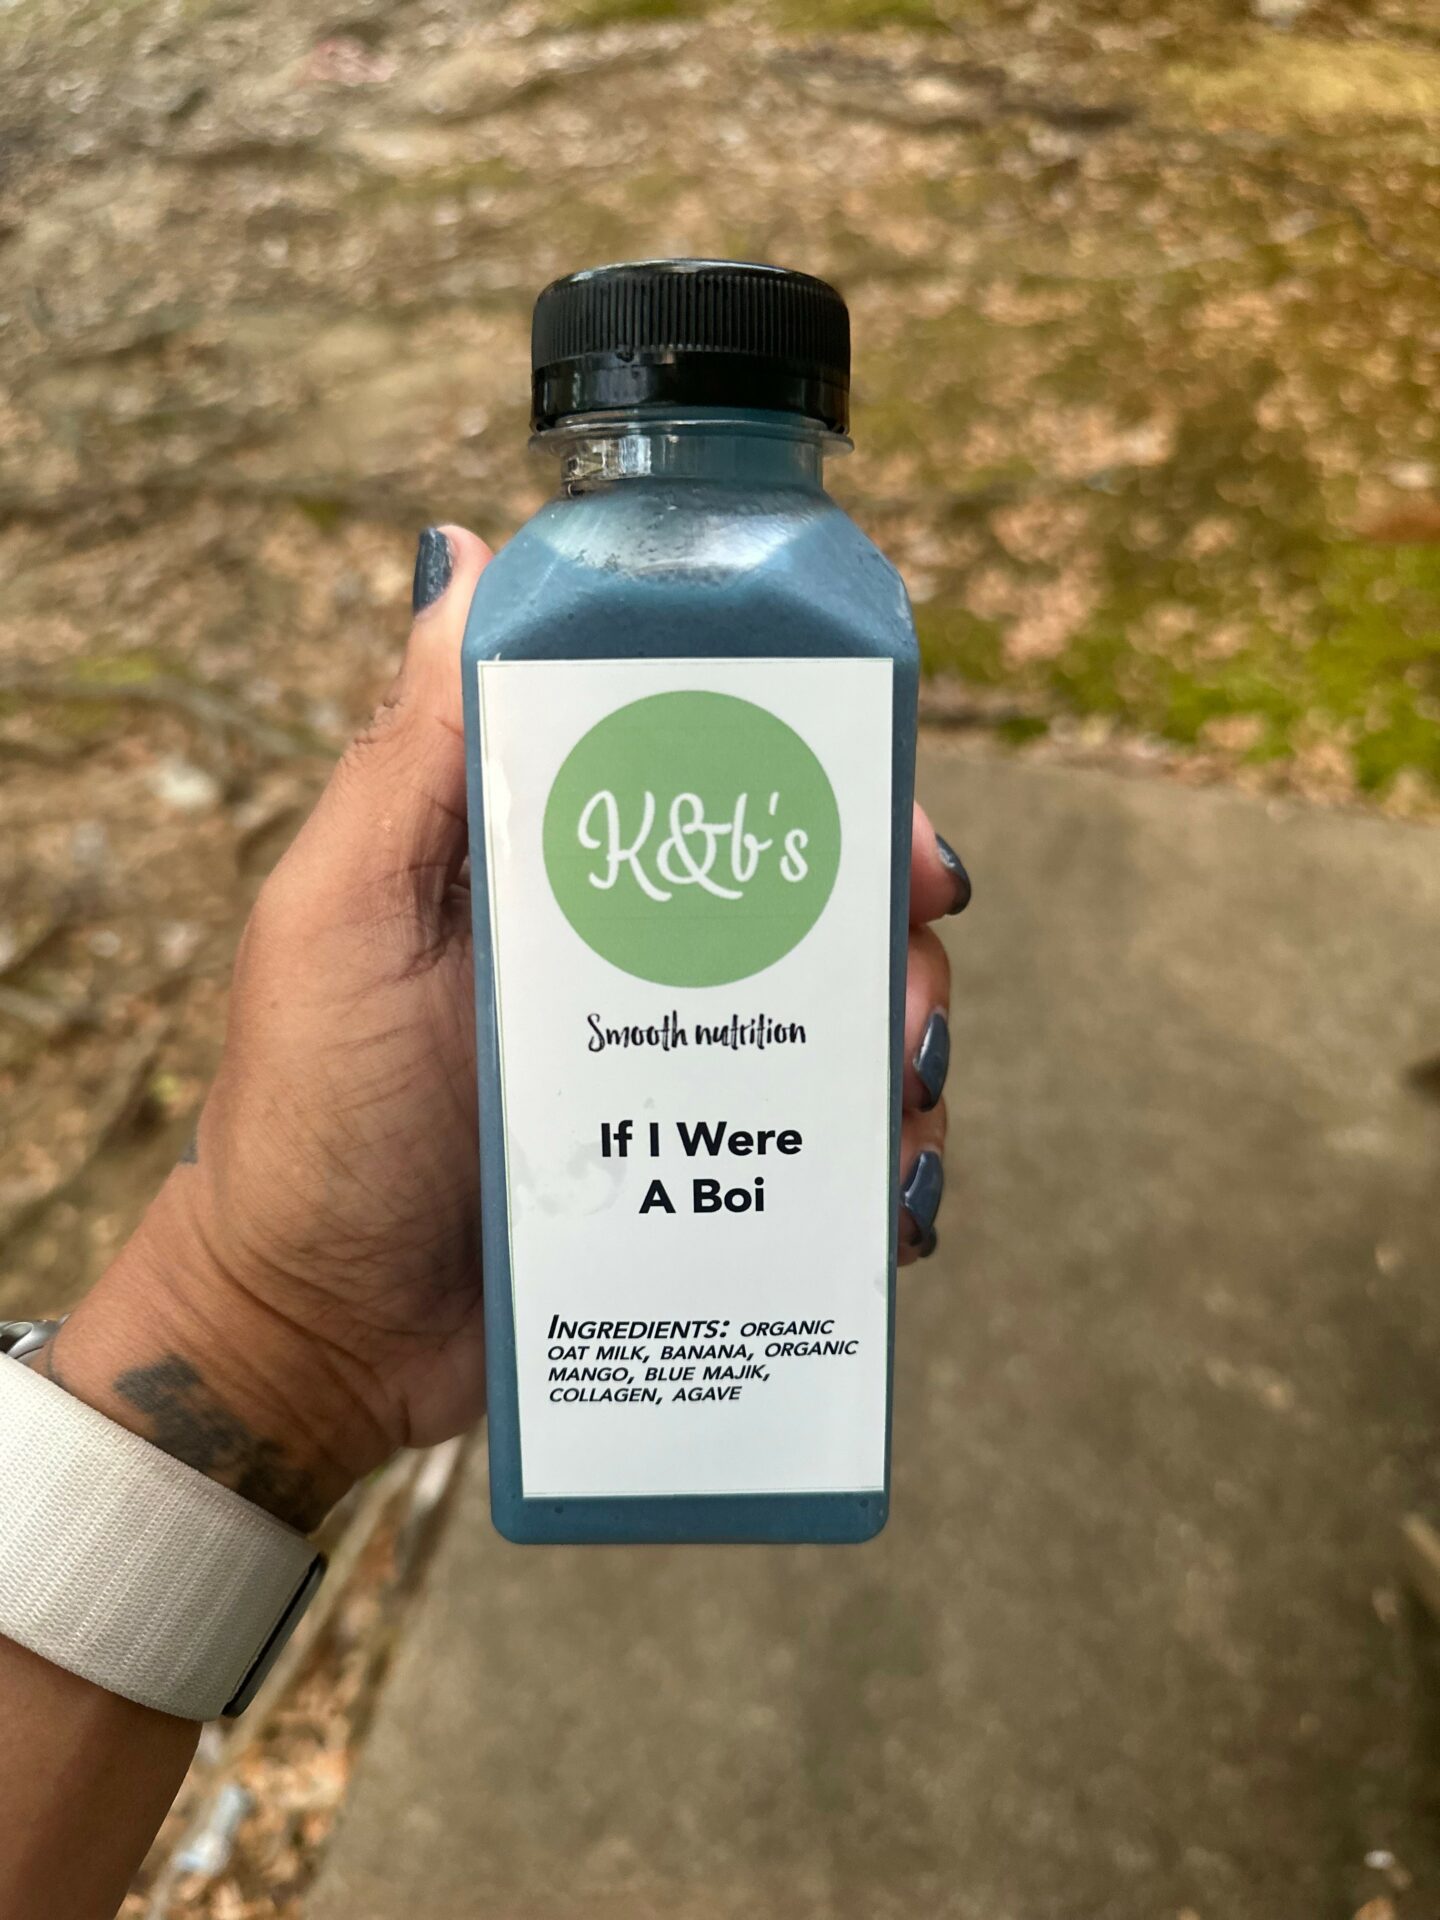 K&b's
Smooth nutrition
If I Were
A Boi
INGREDIENTS: ORGANIC
OAT MILK, BANANA, ORGANIC
MANGO, BLUE MAJIK,
COLLAGEN, AGAVE